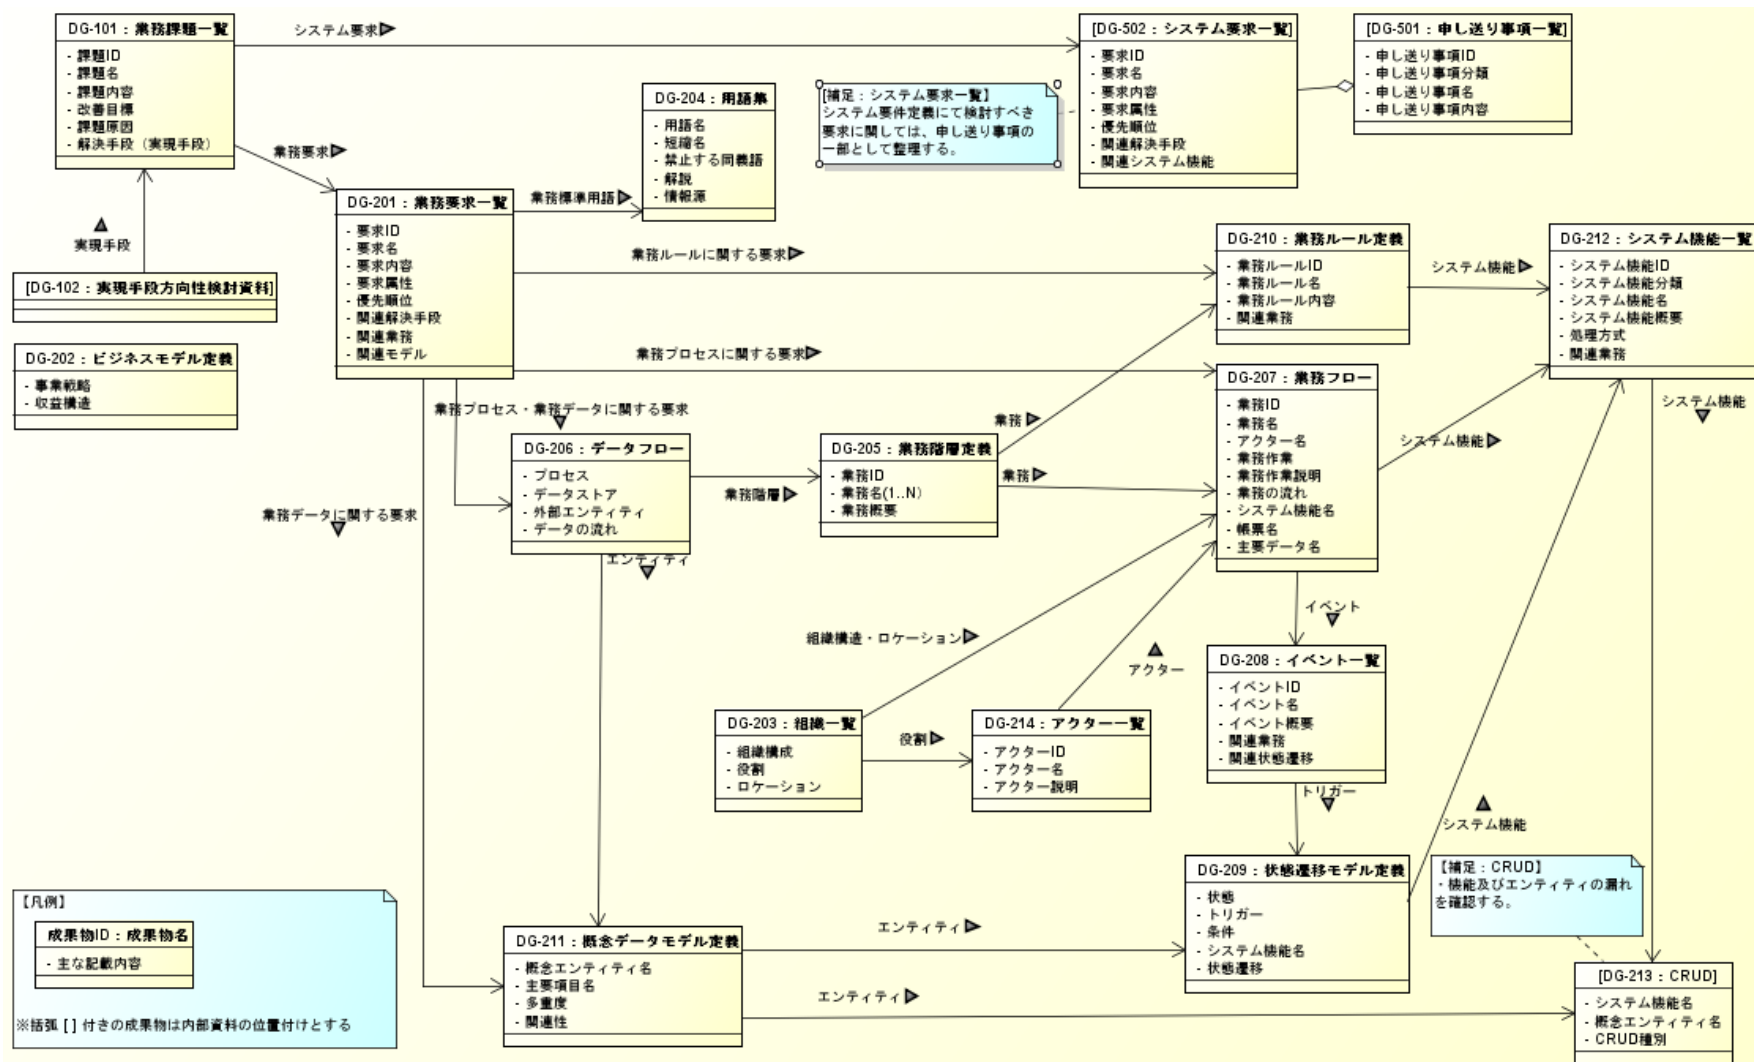 DG-101：業務課題一覧
- 課題ID
- 課題名
- 課題内容
- 改善目標
- 課題原因
- 解決手段（実現手段）
システム要求
業務要求
実現手段
[DG-102：実現手段方向性検討資料]
DG-202：ビジネスモデル定義
- 事業戦略
- 収益構造
DG-201：業務要求一覧
- 要求ID
- 要求名
- 要求内容
- 要求属性
- 優先順位
- 関連解決手段
- 関連業務
- 関連モデル
業務標準用語
DG-204：用語集
- 用語名
- 短縮名
- 禁止する同義語
- 解説
- 情報源
[補足：システム要求一覧】
システム要件定義にて検討すべき
要求に関しては、申し送り事項の
一部として整理する。
[DG-502：システム要求一覧]
- 要求ID
- 要求名
- 要求内容
- 要求属性
- 優先順位
- 関連解決手段
- 関連システム機能
[DG-501：申し送り事項一覧]
- 申し送り事項ID
- 申し送り事項分類
- 申し送り事項名
- 申し送り事項内容
業務ルールに関する要求
DG-210：業務ルール定義
- 業務ルールID
- 業務ルール名
- 業務ルール内容
- 関連業務
システム機能
DG-212：システム機能一覧
- システム機能ID
- システム機能分類
- システム機能名
- システム機能概要
- 処理方式
- 関連業務
業務プロセスに関する要求
DG-207：業務フロー
- 業務ID
- 業務名
- アクター名
- 業務作業
- 業務作業説明
- 業務の流れ
- システム機能名
- 帳票名
- 主要データ名
システム機能
システム機能
業務プロセス・業務データに関する要求
DG-206：データフロー
- プロセス
- データストア
- 外部エンティティ
- データの流れ
業務階層
DG-205：業務階層定義
- 業務ID
- 業務名(1..N）
- 業務概要
業務
業務
業務データに関する要求
エンティティ
組織構造・ロケーション
アクター
イベント
DG-208：イベント一覧
- イベントID
- イベント名
- イベント概要
- 関連業務
- 関連状態遷移
DG-203：組織一覧
- 組織構成
- 役割
- ロケーション
役割
DG-214：アクター一覧
- アクターID
- アクター名
- アクター説明
トリガー
システム機能
DG-209：状態遷移モデル定義
- 状態
- トリガー
- 条件
- システム機能名
- 状態遷移
【補足：CRUD】
・機能及びエンティティの漏れ
を確認する。
【凡例】
成果物ID：成果物名
- 主な記載内容
※括弧 [ ] 付きの成果物は内部資料の位置付けとする
DG-211：概念データモデル定義
- 概念エンティティ名
- 主要項目名
- 多重度
- 関連性
エンティティ
エンティティ
[DG-213：CRUD]
- システム機能名
- 概念エンティティ名
- CRUD種別